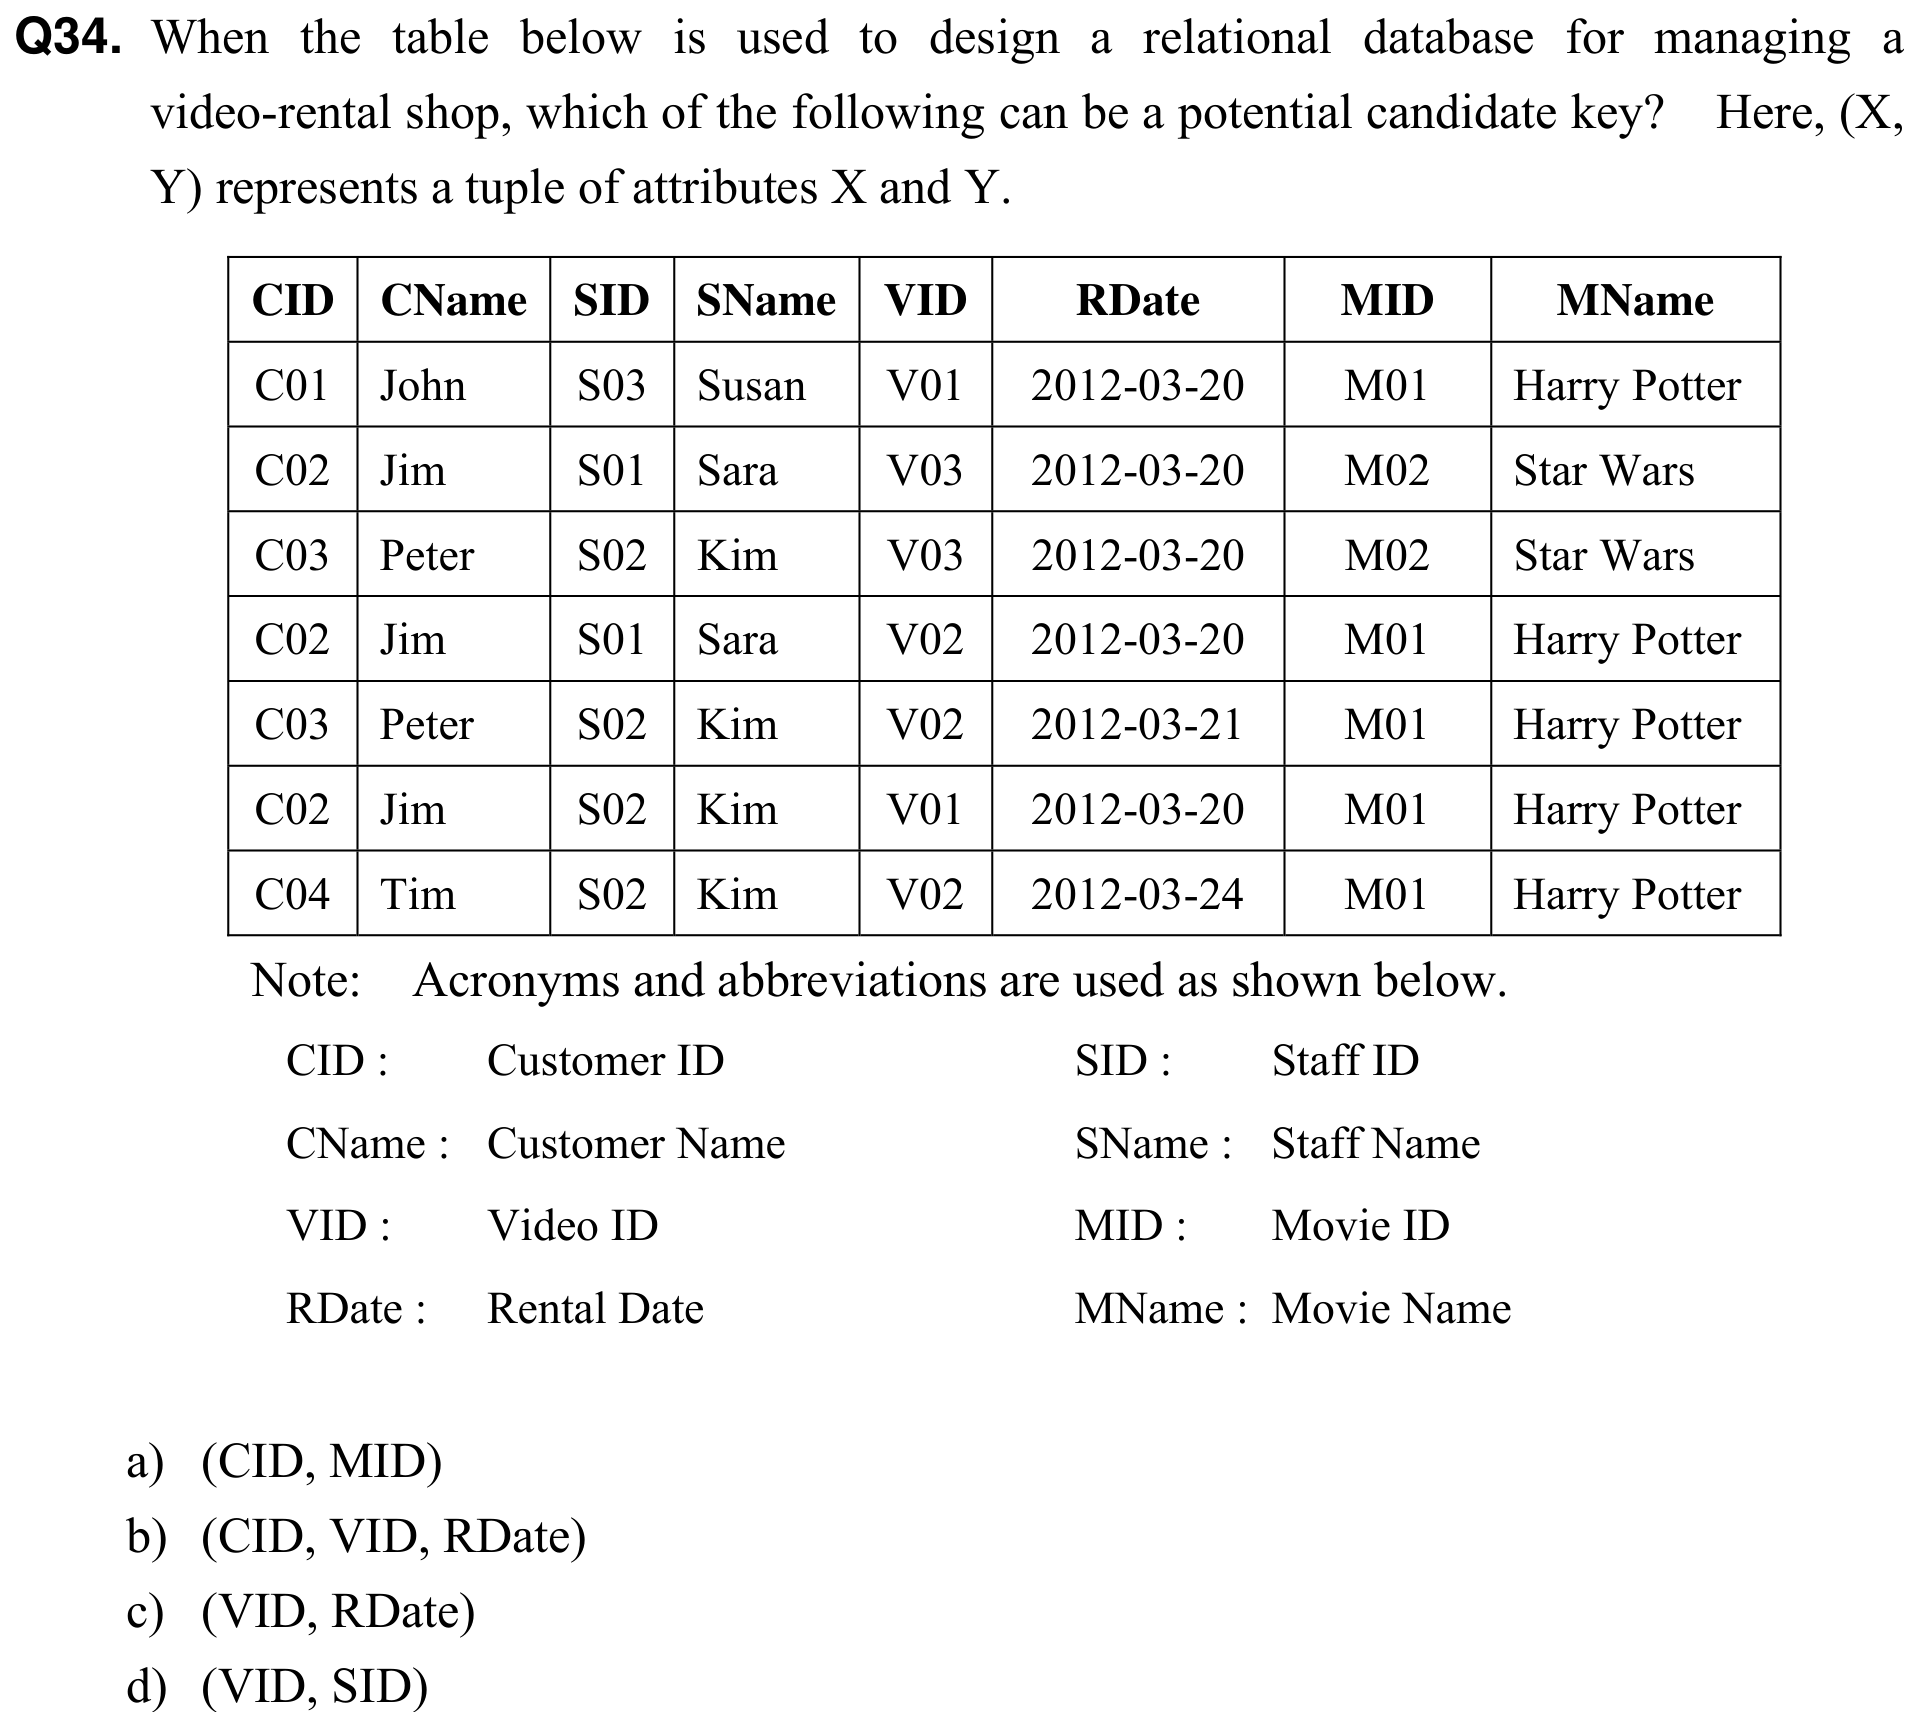 Q34. When the table below is used to design a relational database for managing a
video-rental shop, which of the following can be a potential candidate key? Here, (X,
Y) represents a tuple of attributes X and Y.
CID CName SID SName VID RDate MID MName
C01 John S03 Susan V01 2012-03-20 M01 Harry Potter
C02 Jim S01 Sara V03 2012-03-20 M02 Star Wars
C03 Peter S02 Kim V03 2012-03-20 M02 Star Wars
C02 Jim S01 Sara V02 2012-03-20 M01 Harry Potter
C03 Peter S02 Kim V02 2012-03-21 M01 Harry Potter
C02 Jim S02 Kim V01 2012-03-20 M01 Harry Potter
C04 Tim S02 Kim V02 2012-03-24 M01 Harry Potter
Note: Acronyms and abbreviations are used as shown below.
CID : Customer ID SID : Staff ID
CName : Customer Name SName : Staff Name
VID : Video ID MID : Movie ID
RDate : Rental Date MName : Movie Name
a) (CID, MID)
b) (CID, VID, RDate)
c) (VID, RDate)
d) (VID, SID)